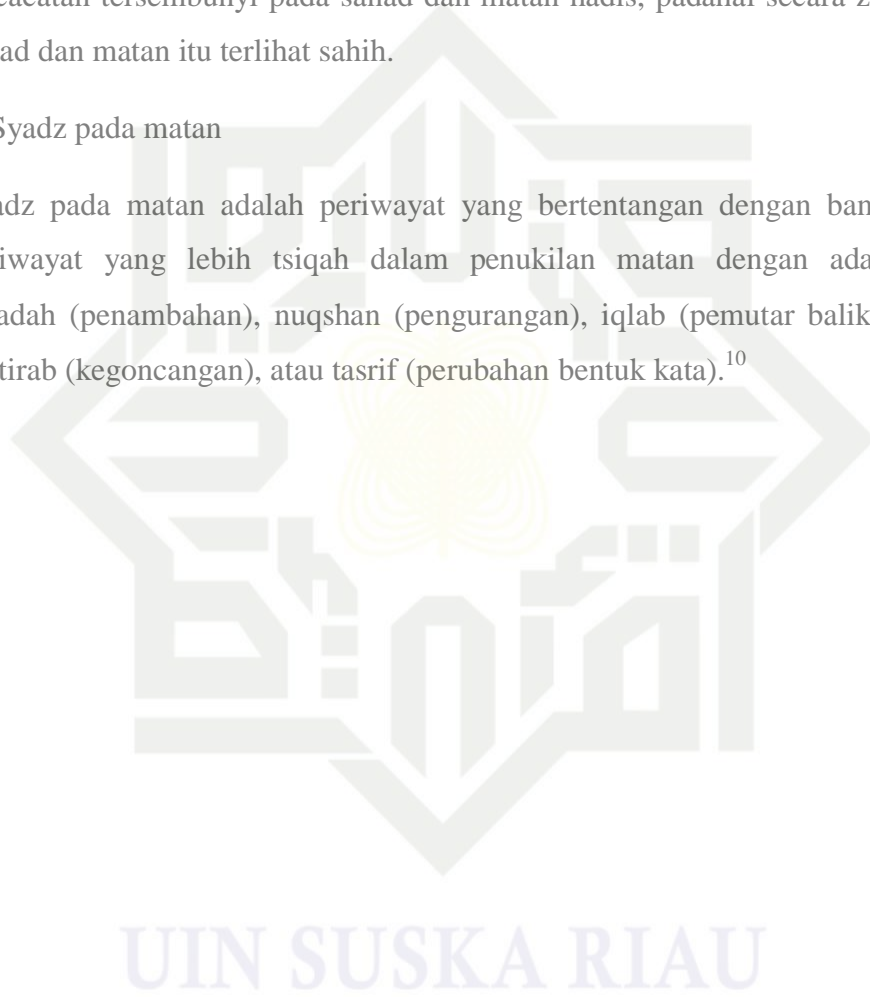 tersembunyi pada sanad dan matan hadis, padahal secara
dan matan itu terlihat sahih.
Syadz pada matan
adz pada matan adalah periwayat yang bertentangan dengan ban
iwayat yang lebih tsiqah dalam penukilan matan dengan ada
adah (penambahan), nuqshan (pengurangan), iqlab (pemutar balik
tirab (kegoncangan), atau tasrif (perubahan bentuk kata).10
UIN SUSKA RIAU